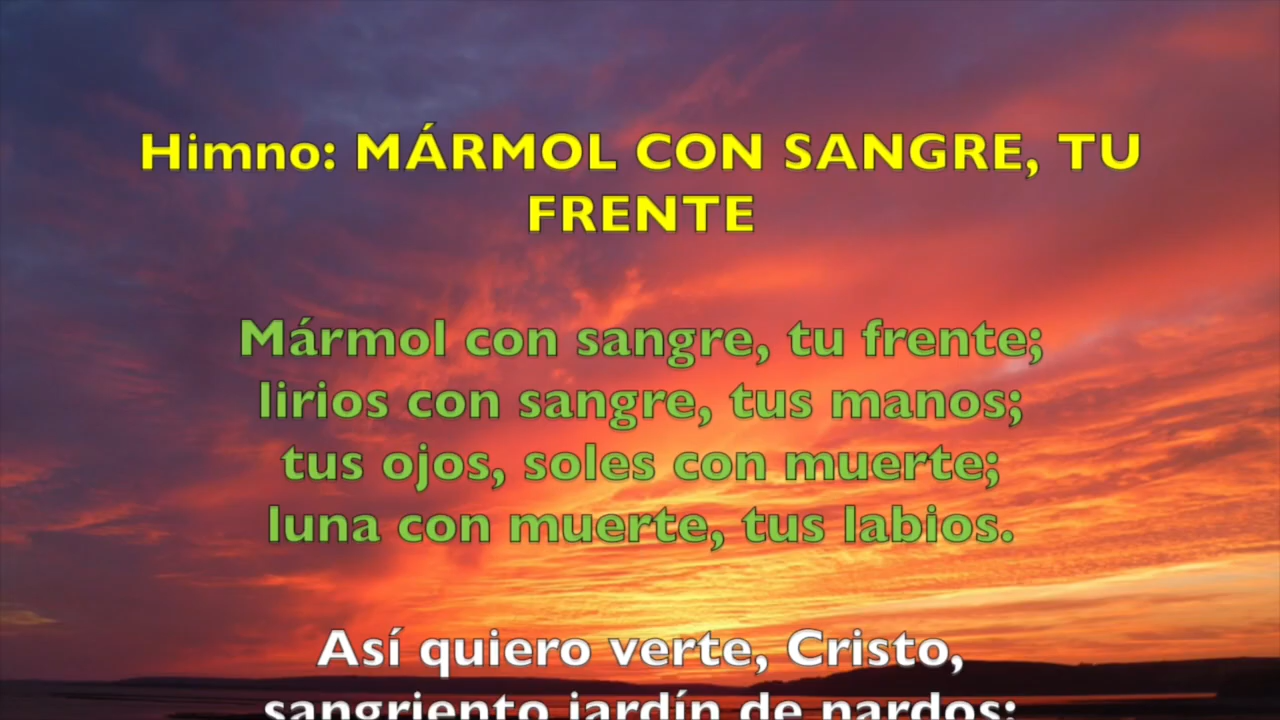 Himno: MÁRMOL CON SANGRE, TU
FRENTE
Mármol con sangre, tu frente;
lirios con sangre, tus manos;
tus ojos, soles con muerte;
luna con muerte, tus labios.
Así quiero verte, Cristo,
sangriento jardín de nardos;